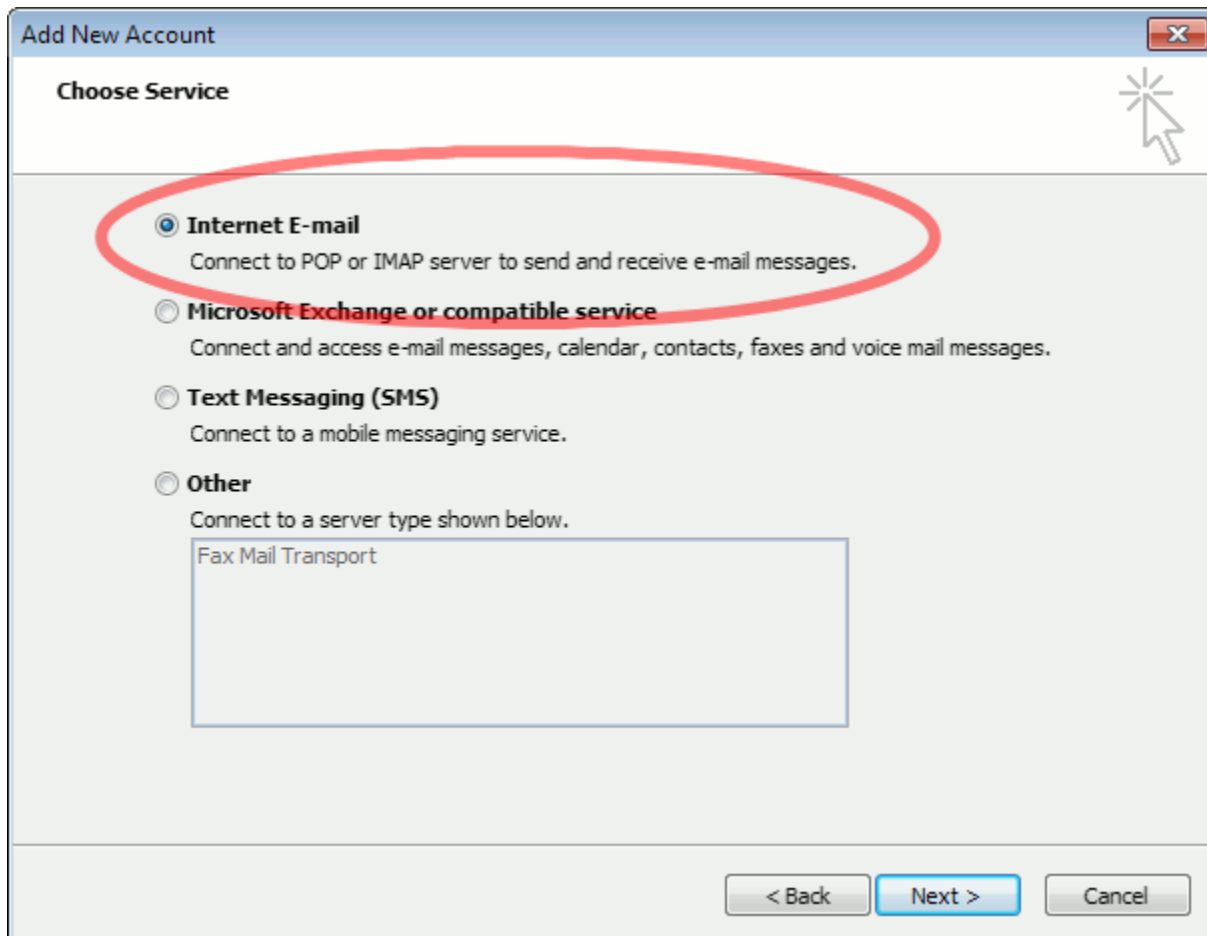 Add New Account
Choose Service
Internet E-mail
Connect to POP or IMAP server to send and receive e-mail messages.
Microsoft Exchange or compatible service
Connect and access e-mail messages, calendar, contacts, faxes and voice mail messages.
Text Messaging (SMS)
Connect to a mobile messaging service.
Other
Connect to a server type shown below.
Fax Mail Transport
< Back Next > Cancel